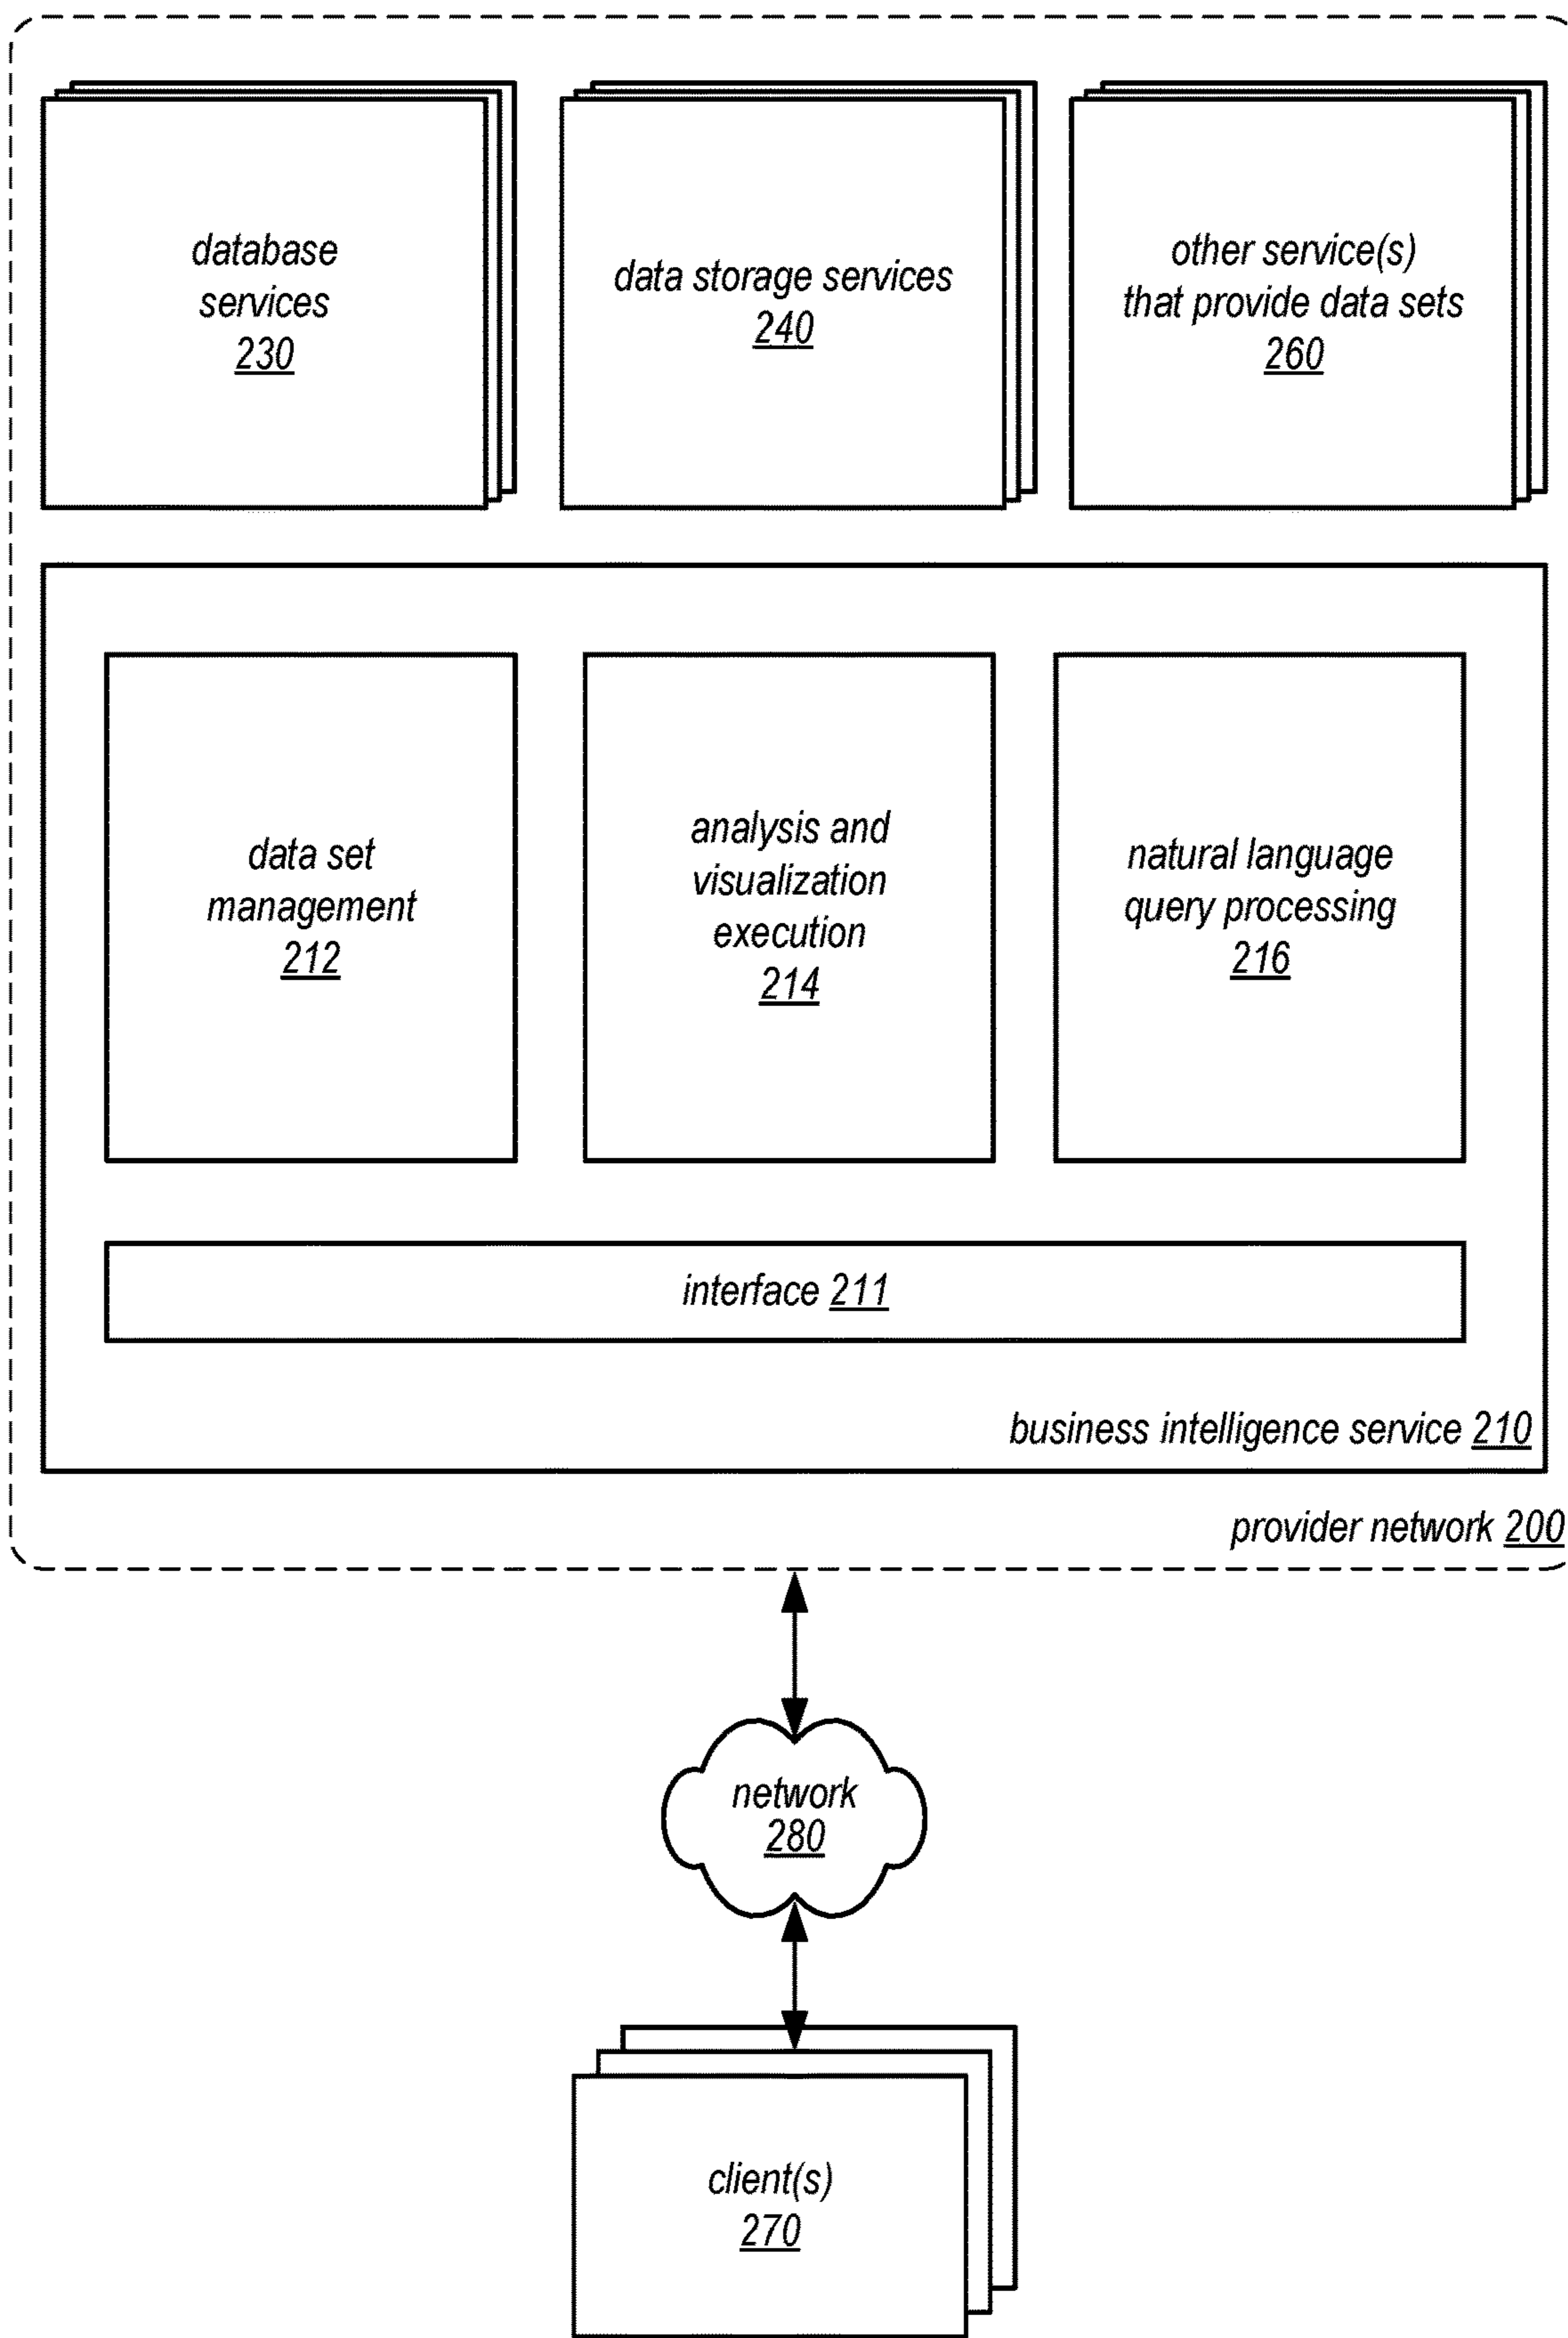 database
services
230
data storage services
240
other service(s)
that provide data sets
260
data set
management
212
analysis and
visualization
execution
214
natural language
query processing
216
interface 211
business intelligence service 210
provider network 200
network
280
client(s)
270